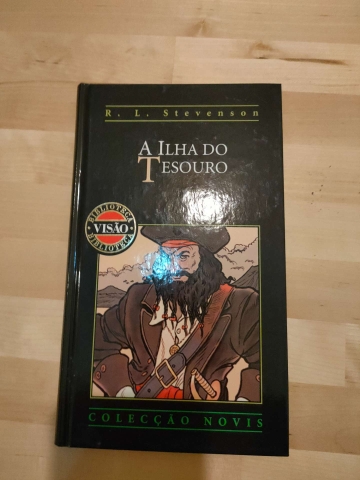 R. L. Stevenson
A ILHA DO
TESOURO
BIBLIOTECA
VISÃO
BIBLIOTECA
COLECÇÃO NOVIS